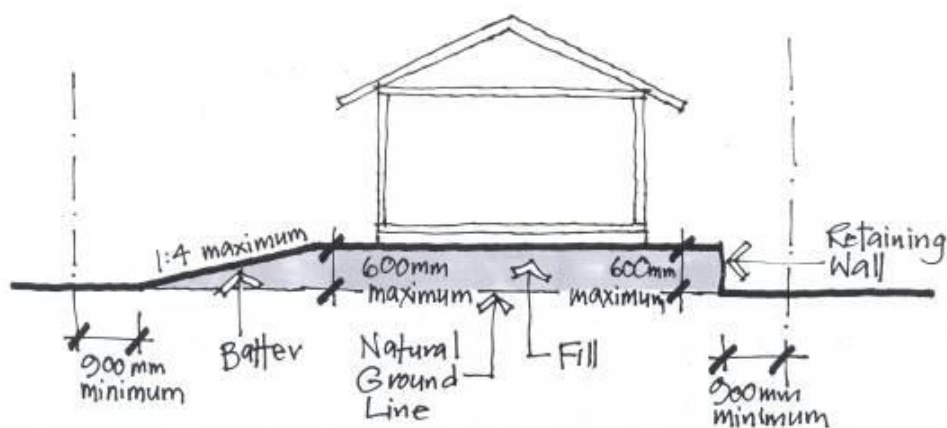 1:4 maximum
600mm
maximum
600mm
maximum
Retaining
Wall
900mm
minimum
Batter
Natural
Ground
Line
Fill
900mm
minimum